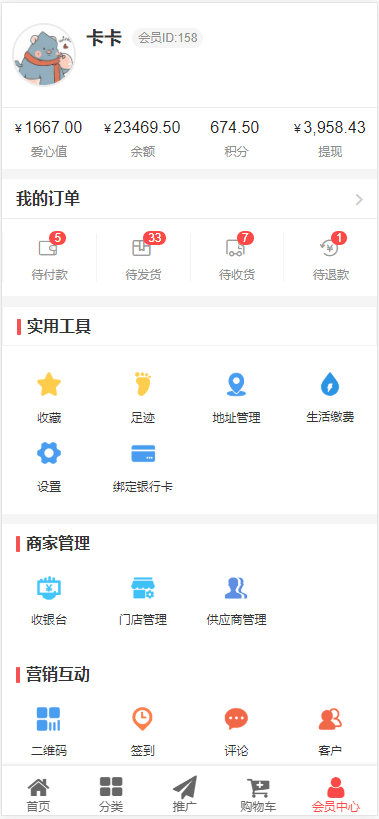 卡卡 会员ID:158
¥1667.00 ¥23469.50 674.50 ¥3,958.43
爱心值 余额 积分 提现
我的订单
5 33 7 1
待付款 待发货 待收货 待退款
实用工具
收藏 足迹 地址管理 生活缴费
设置 绑定银行卡
商家管理
收银台 门店管理 供应商管理
营销互动
二维码 签到 评论 客户
首页 分类 推广 购物车 会员中心